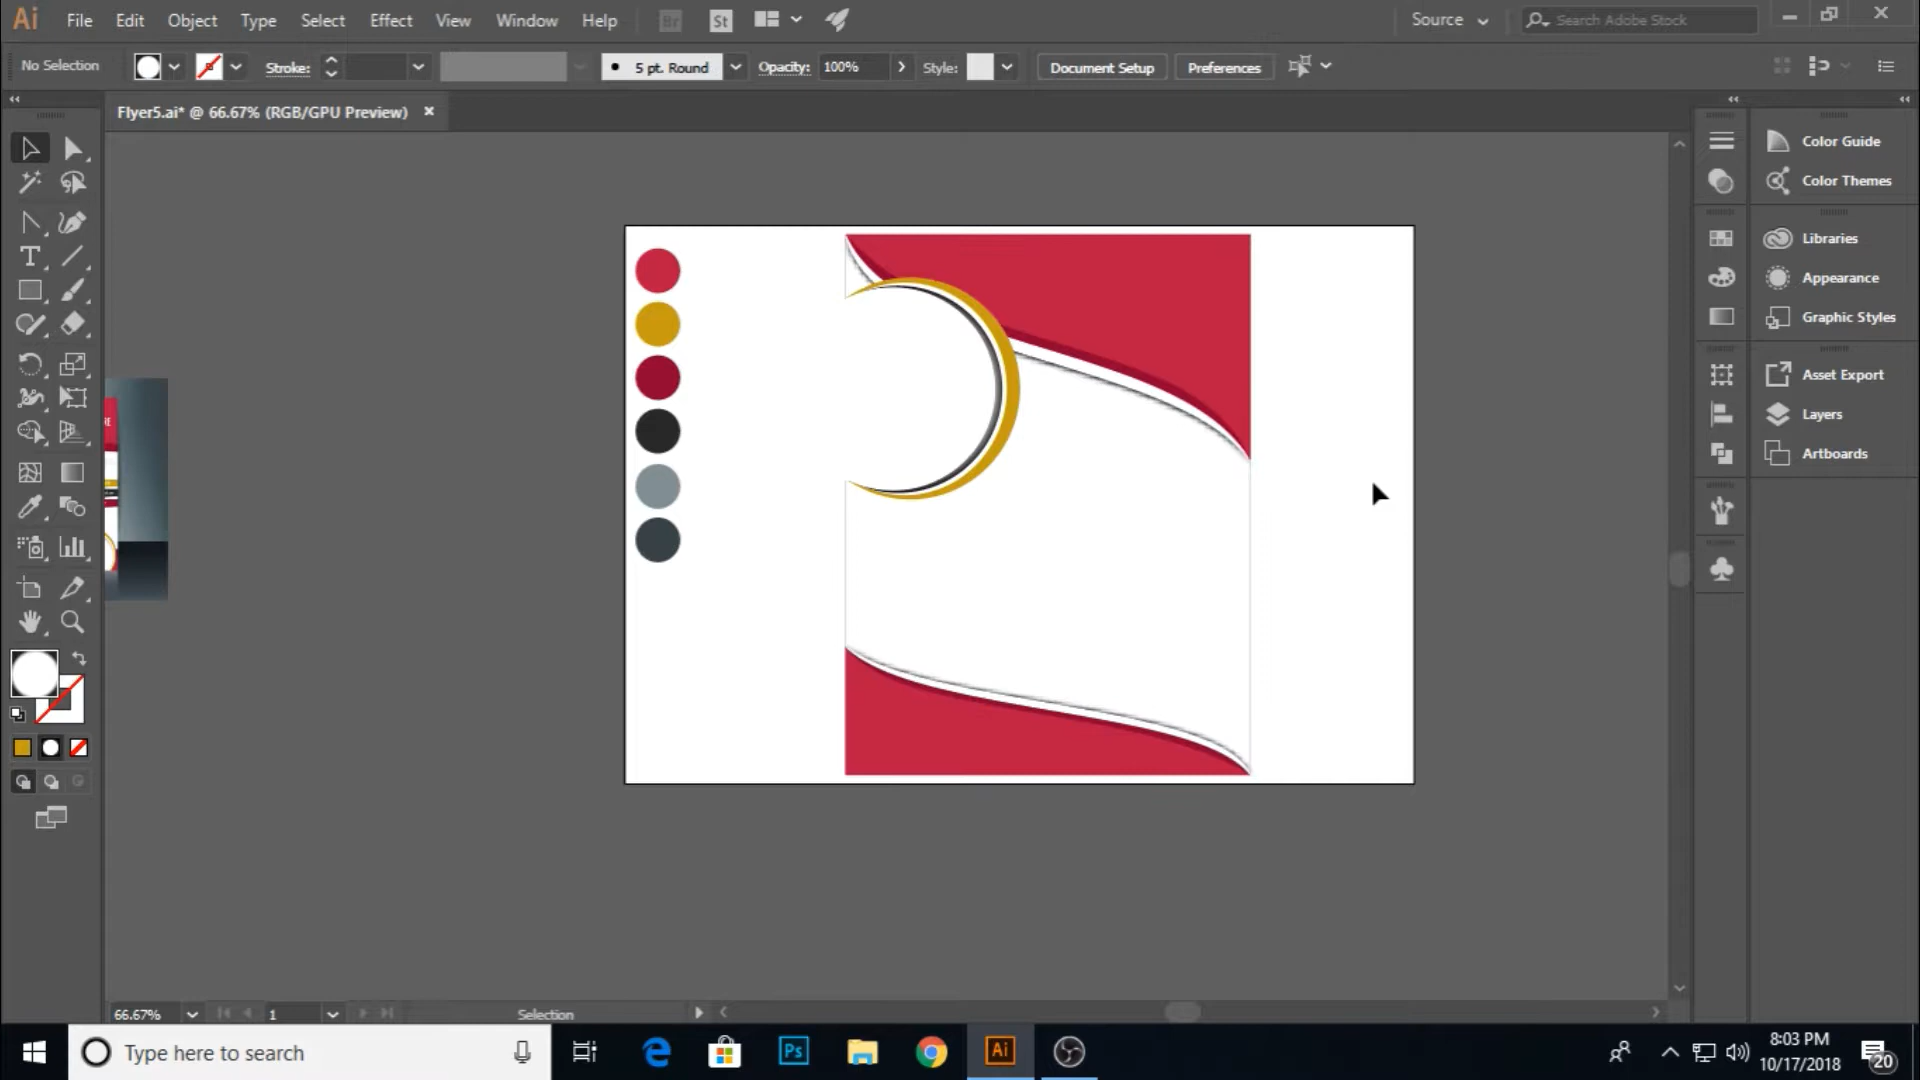 Ai File Edit Object Type Select Effect View Window Help Br St Source Search Adobe Stock
No Selection Stroke: 5 pt. Round Opacity: 100% Style: Document Setup Preferences
Flyer5.ai* @ 66.67% (RGB/GPU Preview)
Color Guide
Color Themes
Libraries
Appearance
Graphic Styles
Asset Export
Layers
Artboards
66.67% 1 Selection
Type here to search Ps Ai 8:03 PM
10/17/2018 20